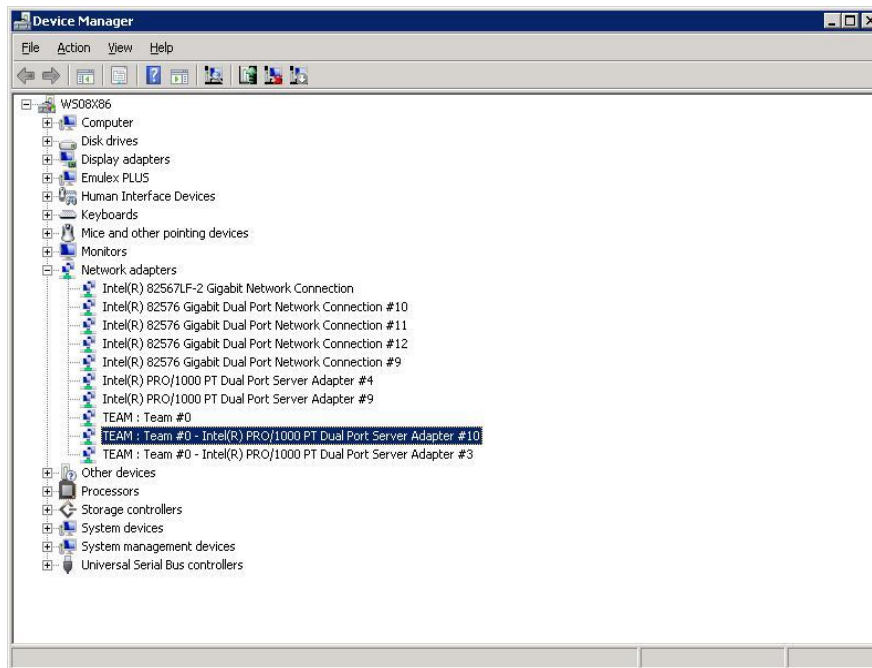 Device Manager
File Action View Help
WS08X86
Computer
Disk drives
Display adapters
Emulex PLUS
Human Interface Devices
Keyboards
Mice and other pointing devices
Monitors
Network adapters
Intel(R) 82567LF-2 Gigabit Network Connection
Intel(R) 82576 Gigabit Dual Port Network Connection #10
Intel(R) 82576 Gigabit Dual Port Network Connection #11
Intel(R) 82576 Gigabit Dual Port Network Connection #12
Intel(R) 82576 Gigabit Dual Port Network Connection #9
Intel(R) PRO/1000 PT Dual Port Server Adapter #4
Intel(R) PRO/1000 PT Dual Port Server Adapter #9
TEAM : Team #0
TEAM : Team #0 - Intel(R) PRO/1000 PT Dual Port Server Adapter #10
TEAM : Team #0 - Intel(R) PRO/1000 PT Dual Port Server Adapter #3
Other devices
Processors
Storage controllers
System devices
System management devices
Universal Serial Bus controllers